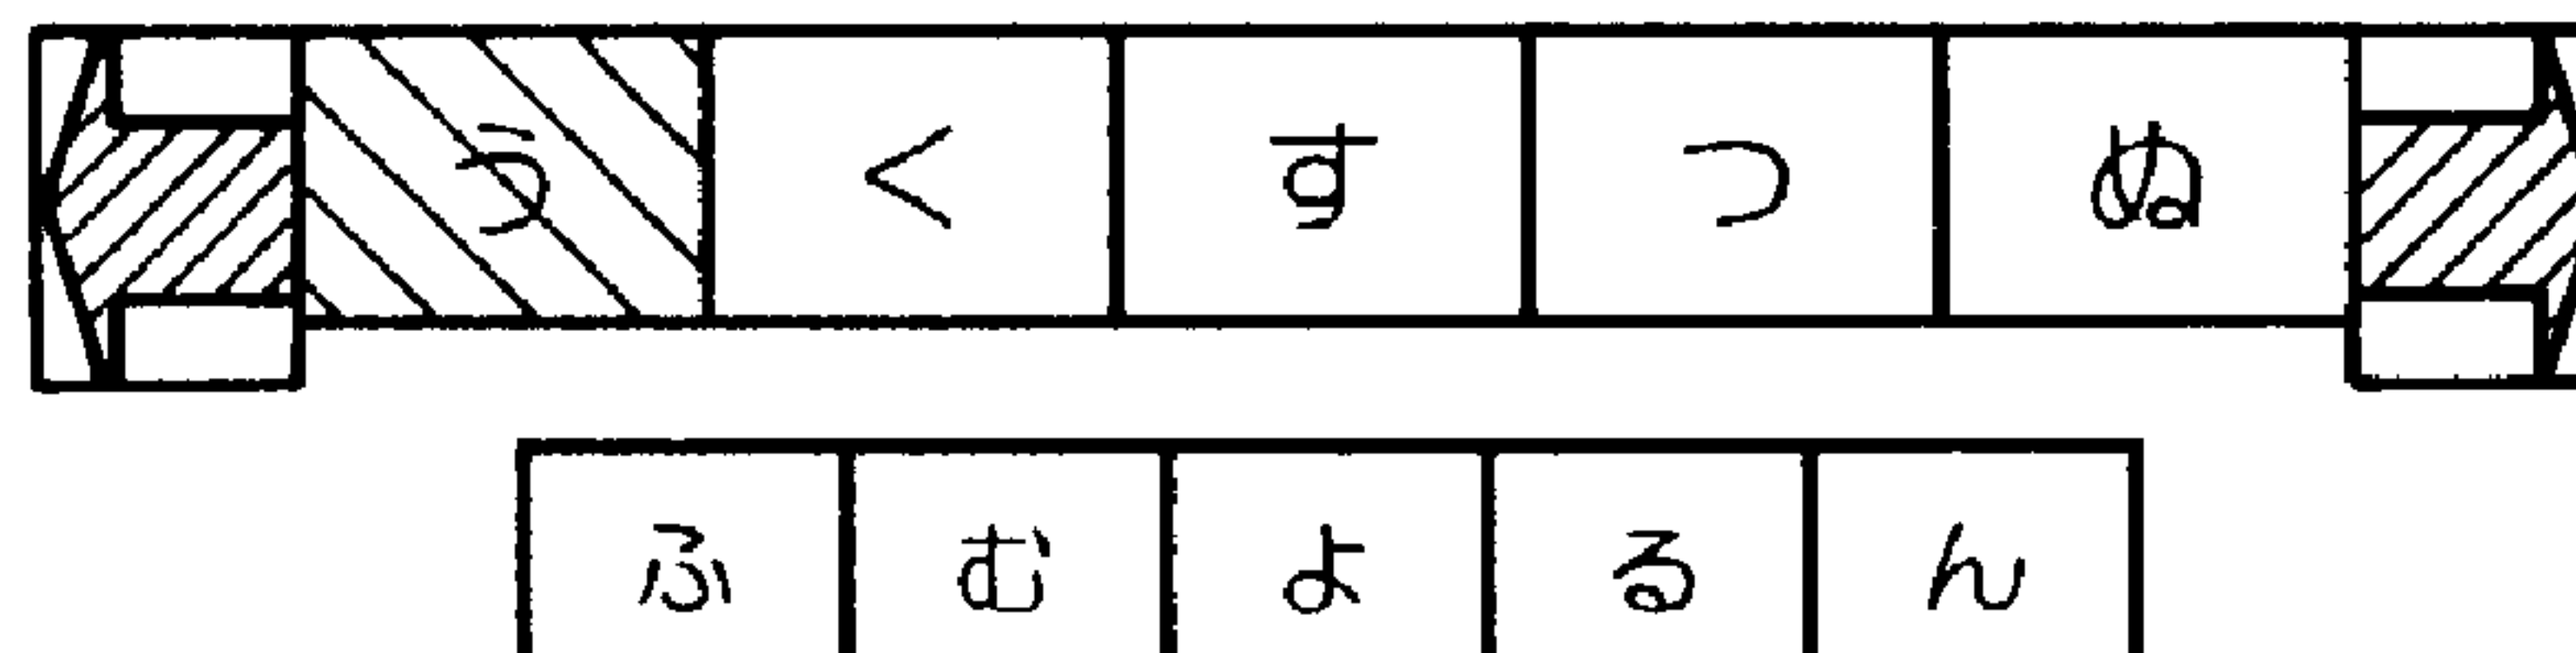 う く す つ ぬ
ふ む よ る ん